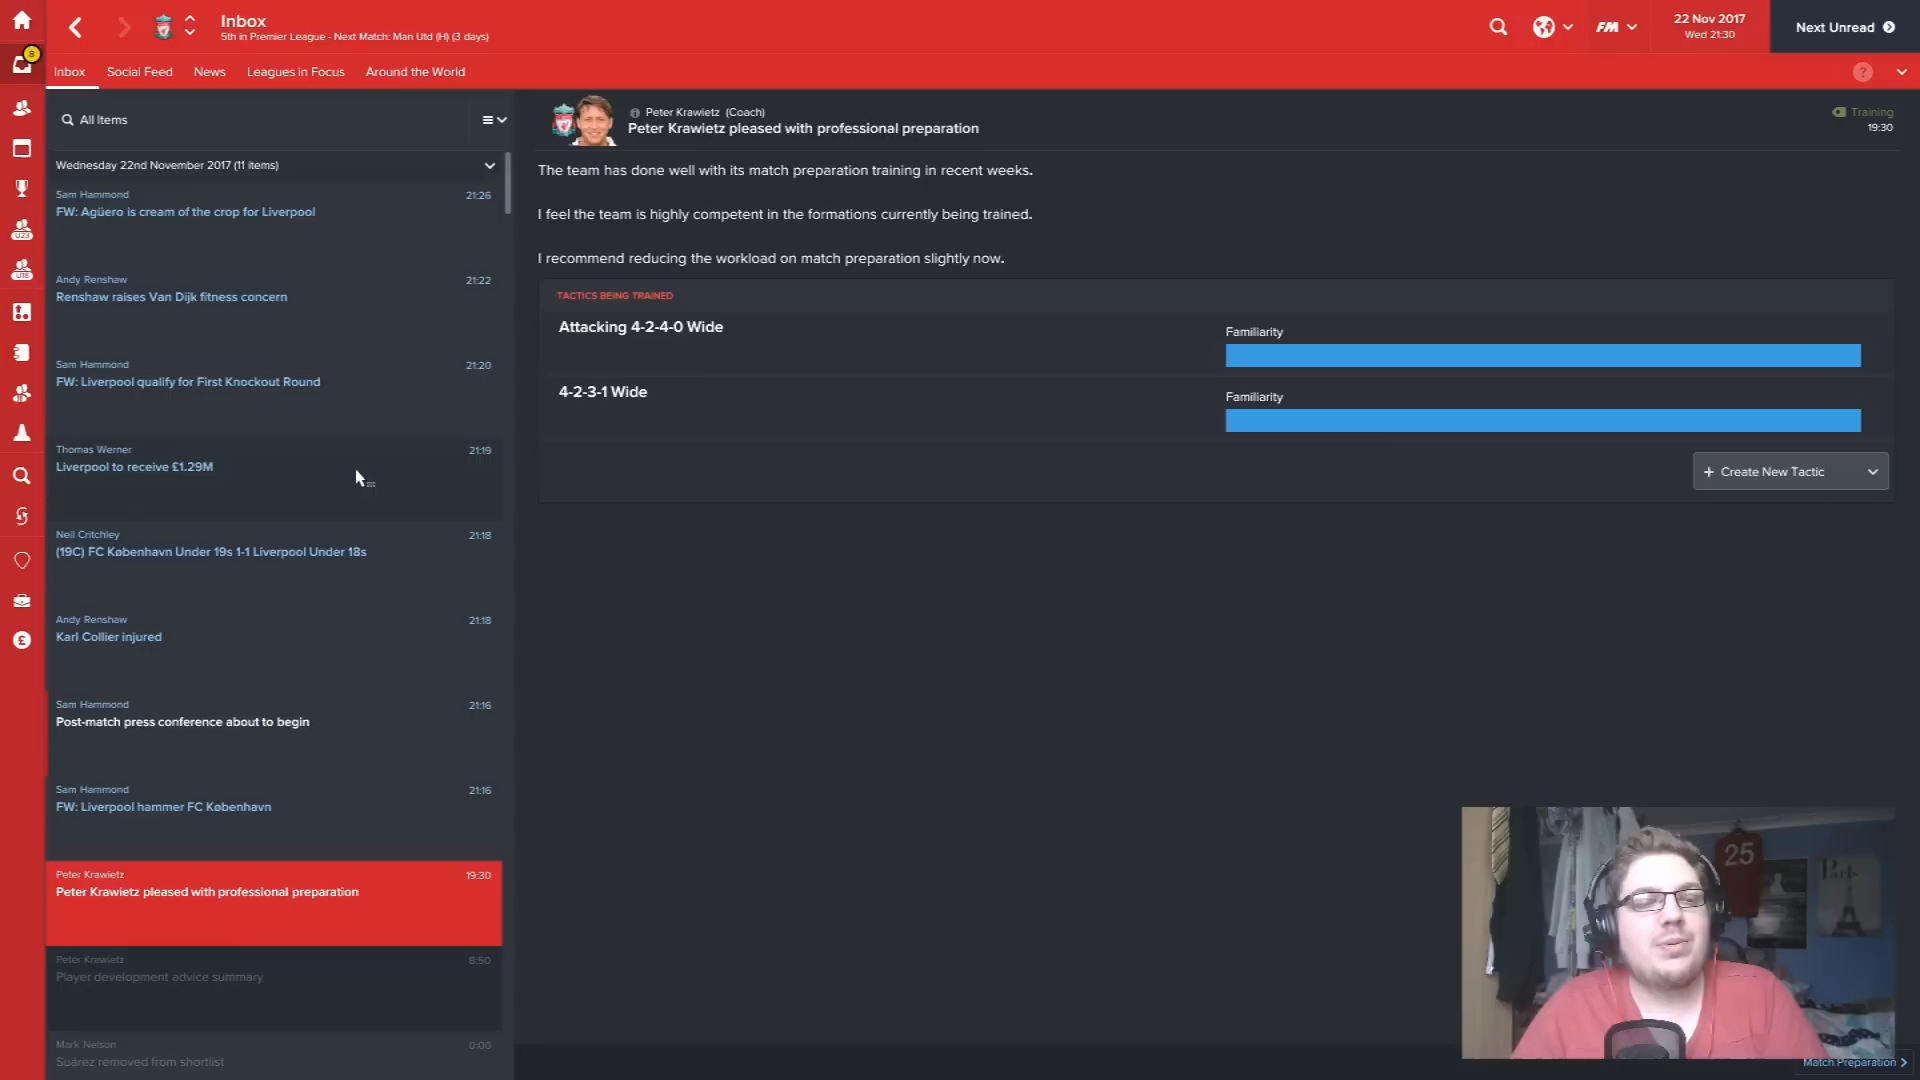 8
Inbox
5th in Premier League - Next Match: Man Utd (H) (3 days)
FM
22 Nov 2017
Wed 21:30
Next Unread
Inbox
Social Feed
News
Leagues in Focus
Around the World
?
All Items
Wednesday 22nd November 2017 (11 items)
Sam Hammond
21:26
FW: Agüero is cream of the crop for Liverpool
Andy Renshaw
21:22
Renshaw raises Van Dijk fitness concern
Sam Hammond
21:20
FW: Liverpool qualify for First Knockout Round
Thomas Werner
21:19
Liverpool to receive £1.29M
Neil Critchley
21:18
(19C) FC København Under 19s 1-1 Liverpool Under 18s
Andy Renshaw
21:18
Karl Collier injured
Sam Hammond
21:16
Post-match press conference about to begin
Sam Hammond
21:16
FW: Liverpool hammer FC København
Peter Krawietz
19:30
Peter Krawietz pleased with professional preparation
Peter Krawietz
8:50
Player development advice summary
Mark Nelson
0:00
Suárez removed from shortlist
U23
U18
£
Peter Krawietz (Coach)
Peter Krawietz pleased with professional preparation
Training
19:30
The team has done well with its match preparation training in recent weeks.
I feel the team is highly competent in the formations currently being trained.
I recommend reducing the workload on match preparation slightly now.
TACTICS BEING TRAINED
Attacking 4-2-4-0 Wide
Familiarity
4-2-3-1 Wide
Familiarity
+ Create New Tactic
25
Paris
Match Preparation